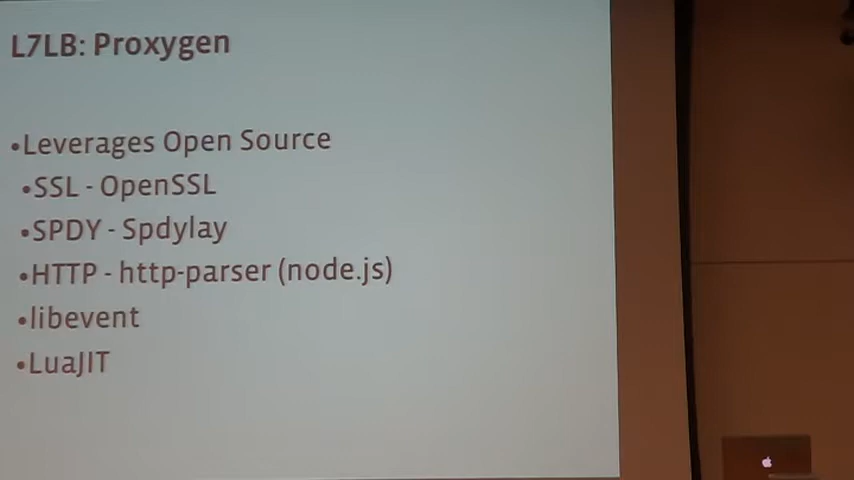 L7LB: Proxygen
•Leverages Open Source
•SSL - OpenSSL
•SPDY - Spdylay
•HTTP - http-parser (node.js)
•libevent
•LuaJIT